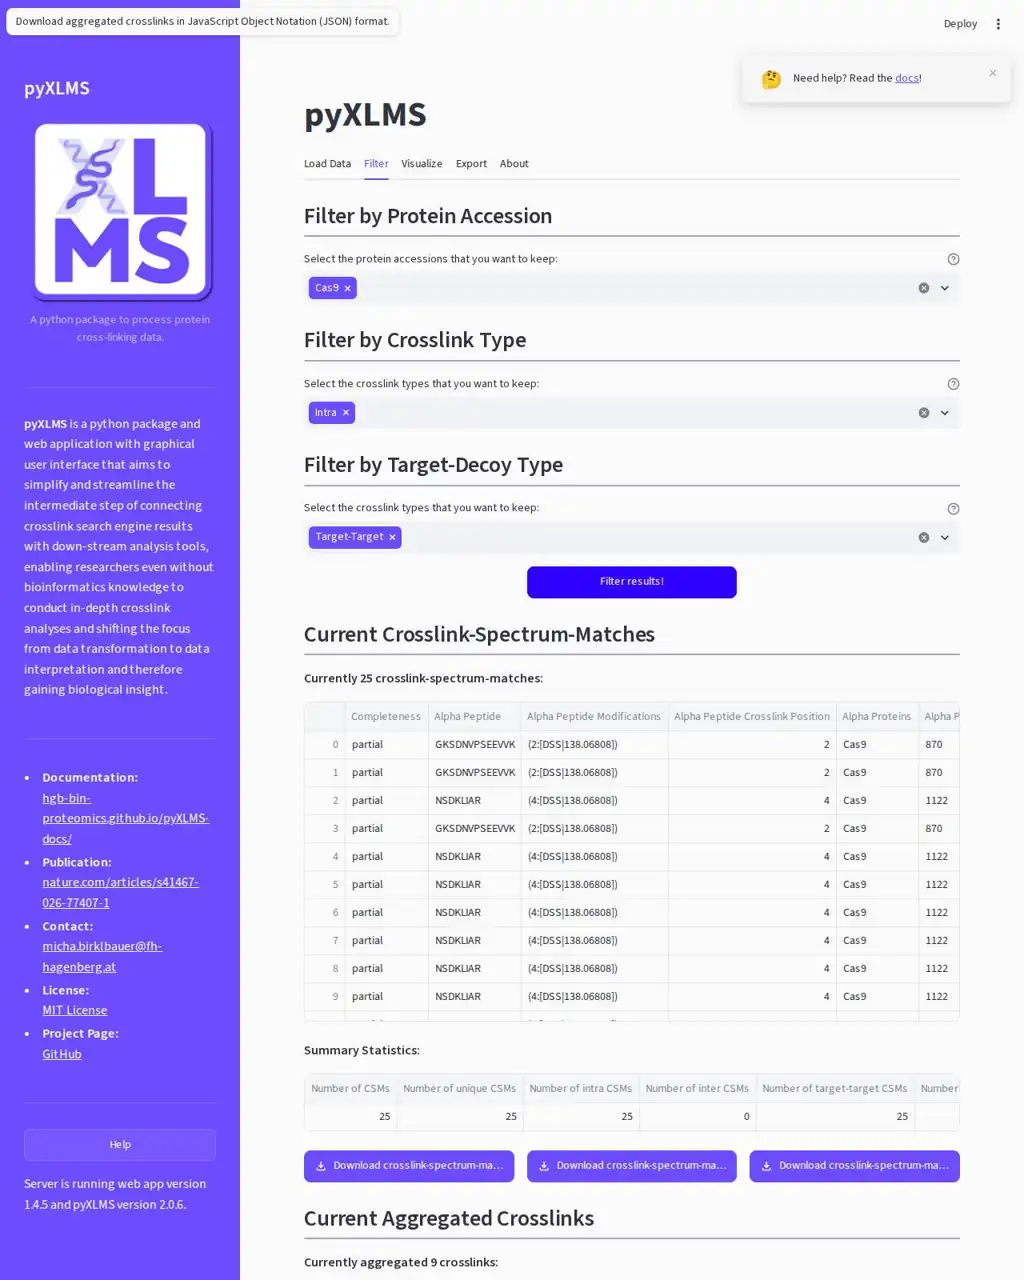 Download aggregated crosslinks in JavaScript Object Notation (JSON) format.
Deploy
pyXLMS
XL
MS
A python package to process protein
cross-linking data.
pyXLMS is a python package and
web application with graphical
user interface that aims to
simplify and streamline the
intermediate step of connecting
crosslink search engine results
with down-stream analysis tools,
enabling researchers even without
bioinformatics knowledge to
conduct in-depth crosslink
analyses and shifting the focus
from data transformation to data
interpretation and therefore
gaining biological insight.
Documentation:
hgb-bin-
proteomics.github.io/pyXLMS-
docs/
Publication:
nature.com/articles/s41467-
026-77407-1
Contact:
micha.birklbauer@fh-
hagenberg.at
License:
MIT License
Project Page:
GitHub
Help
Server is running web app version
1.4.5 and pyXLMS version 2.0.6.
Need help? Read the docs!
pyXLMS
Load Data Filter Visualize Export About
Filter by Protein Accession
Select the protein accessions that you want to keep:
Cas9
Filter by Crosslink Type
Select the crosslink types that you want to keep:
Intra
Filter by Target-Decoy Type
Select the crosslink types that you want to keep:
Target-Target
Filter results!
Current Crosslink-Spectrum-Matches
Currently 25 crosslink-spectrum-matches:
Completeness Alpha Peptide Alpha Peptide Modifications Alpha Peptide Crosslink Position Alpha Proteins Alpha P
0 partial GKSDNVPSEEVVK (2:[DSS|138.06808]) 2 Cas9 870
1 partial GKSDNVPSEEVVK (2:[DSS|138.06808]) 2 Cas9 870
2 partial NSDKLIAR (4:[DSS|138.06808]) 4 Cas9 1122
3 partial GKSDNVPSEEVVK (2:[DSS|138.06808]) 2 Cas9 870
4 partial NSDKLIAR (4:[DSS|138.06808]) 4 Cas9 1122
5 partial NSDKLIAR (4:[DSS|138.06808]) 4 Cas9 1122
6 partial NSDKLIAR (4:[DSS|138.06808]) 4 Cas9 1122
7 partial NSDKLIAR (4:[DSS|138.06808]) 4 Cas9 1122
8 partial NSDKLIAR (4:[DSS|138.06808]) 4 Cas9 1122
9 partial NSDKLIAR (4:[DSS|138.06808]) 4 Cas9 1122
Summary Statistics:
Number of CSMs Number of unique CSMs Number of intra CSMs Number of inter CSMs Number of target-target CSMs Number
25 25 25 0 25
Download crosslink-spectrum-ma… Download crosslink-spectrum-ma… Download crosslink-spectrum-ma…
Current Aggregated Crosslinks
Currently aggregated 9 crosslinks: